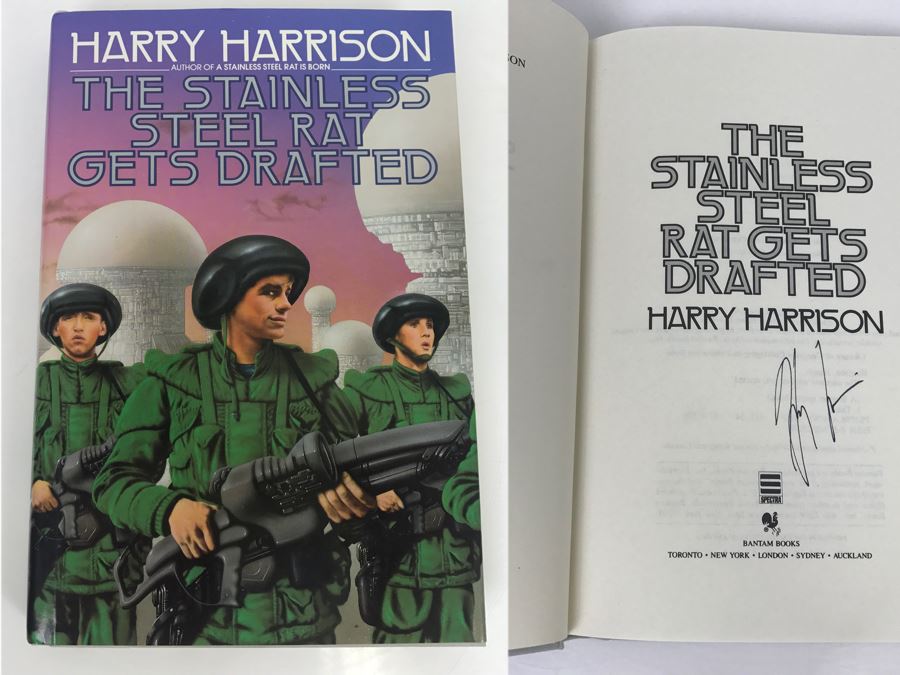 HARRY HARRISON
AUTHOR OF A STAINLESS STEEL RAT IS BORN
THE STAINLESS
STEEL RAT
GETS DRAFTED
SON
THE
STAINLESS
STEEL
RAT GETS
DRAFTED
HARRY HARRISON
SPECTRA
BANTAM BOOKS
TORONTO • NEW YORK • LONDON • SYDNEY • AUCKLAND